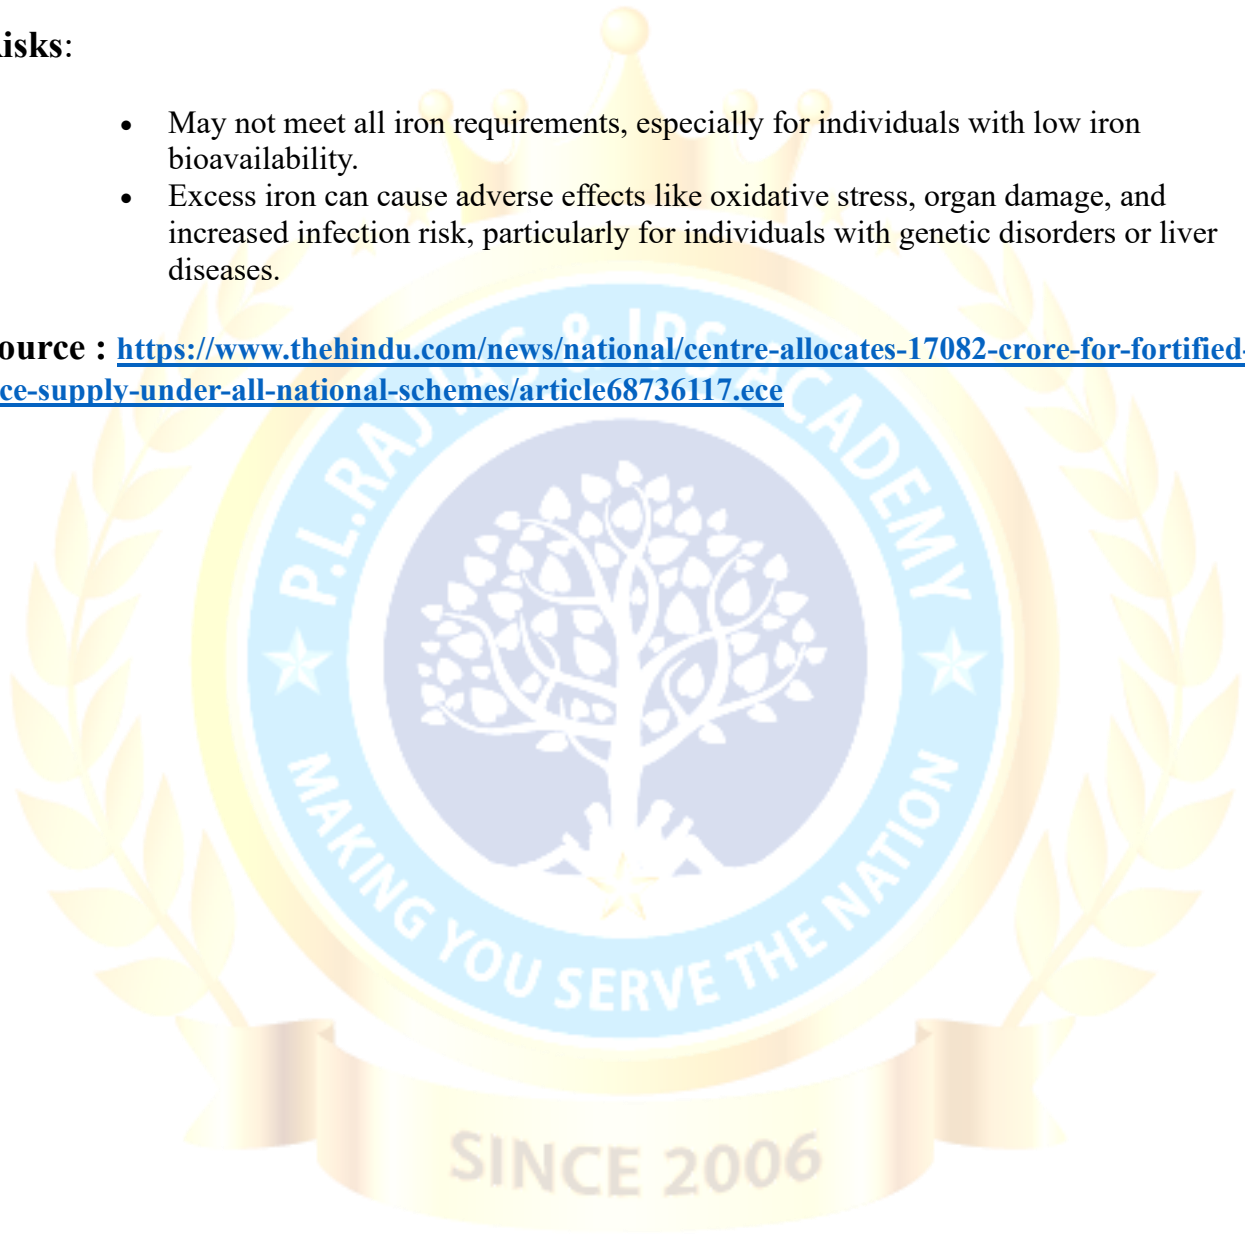 isks:
• May not meet all iron requirements, especially for individuals with low iron
bioavailability.
• Excess iron can cause adverse effects like oxidative stress, organ damage, and
increased infection risk, particularly for individuals with genetic disorders or liver
diseases.
ource : https://www.thehindu.com/news/national/centre-allocates-17082-crore-for-fortified-
ce-supply-under-all-national-schemes/article68736117.ece
P.L.RAJ IAS & IPS ACADEMY
MAKING YOU SERVE THE NATION
SINCE 2006